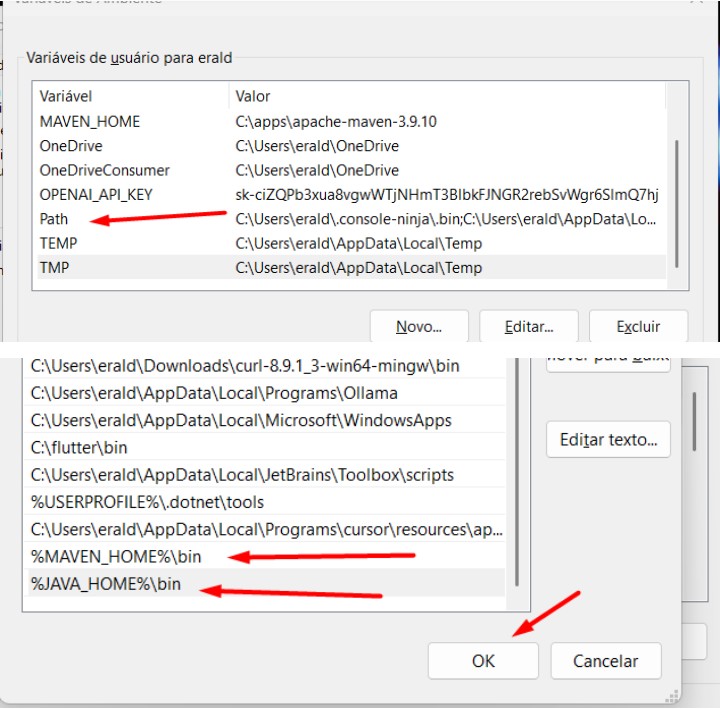 Variáveis de Ambiente
Variáveis de usuário para erald
Variável Valor
MAVEN_HOME C:\apps\apache-maven-3.9.10
OneDrive C:\Users\erald\OneDrive
OneDriveConsumer C:\Users\erald\OneDrive
OPENAI_API_KEY
Path C:\Users\erald\.console-ninja\.bin;C:\Users\erald\AppData\Lo...
TEMP C:\Users\erald\AppData\Local\Temp
TMP C:\Users\erald\AppData\Local\Temp
Novo... Editar... Excluir
C:\Users\erald\Downloads\curl-8.9.1_3-win64-mingw\bin
C:\Users\erald\AppData\Local\Programs\Ollama
C:\Users\erald\AppData\Local\Microsoft\WindowsApps
C:\flutter\bin
Editar texto...
C:\Users\erald\AppData\Local\JetBrains\Toolbox\scripts
%USERPROFILE%\.dotnet\tools
C:\Users\erald\AppData\Local\Programs\cursor\resources\ap...
%MAVEN_HOME%\bin
%JAVA_HOME%\bin
OK Cancelar